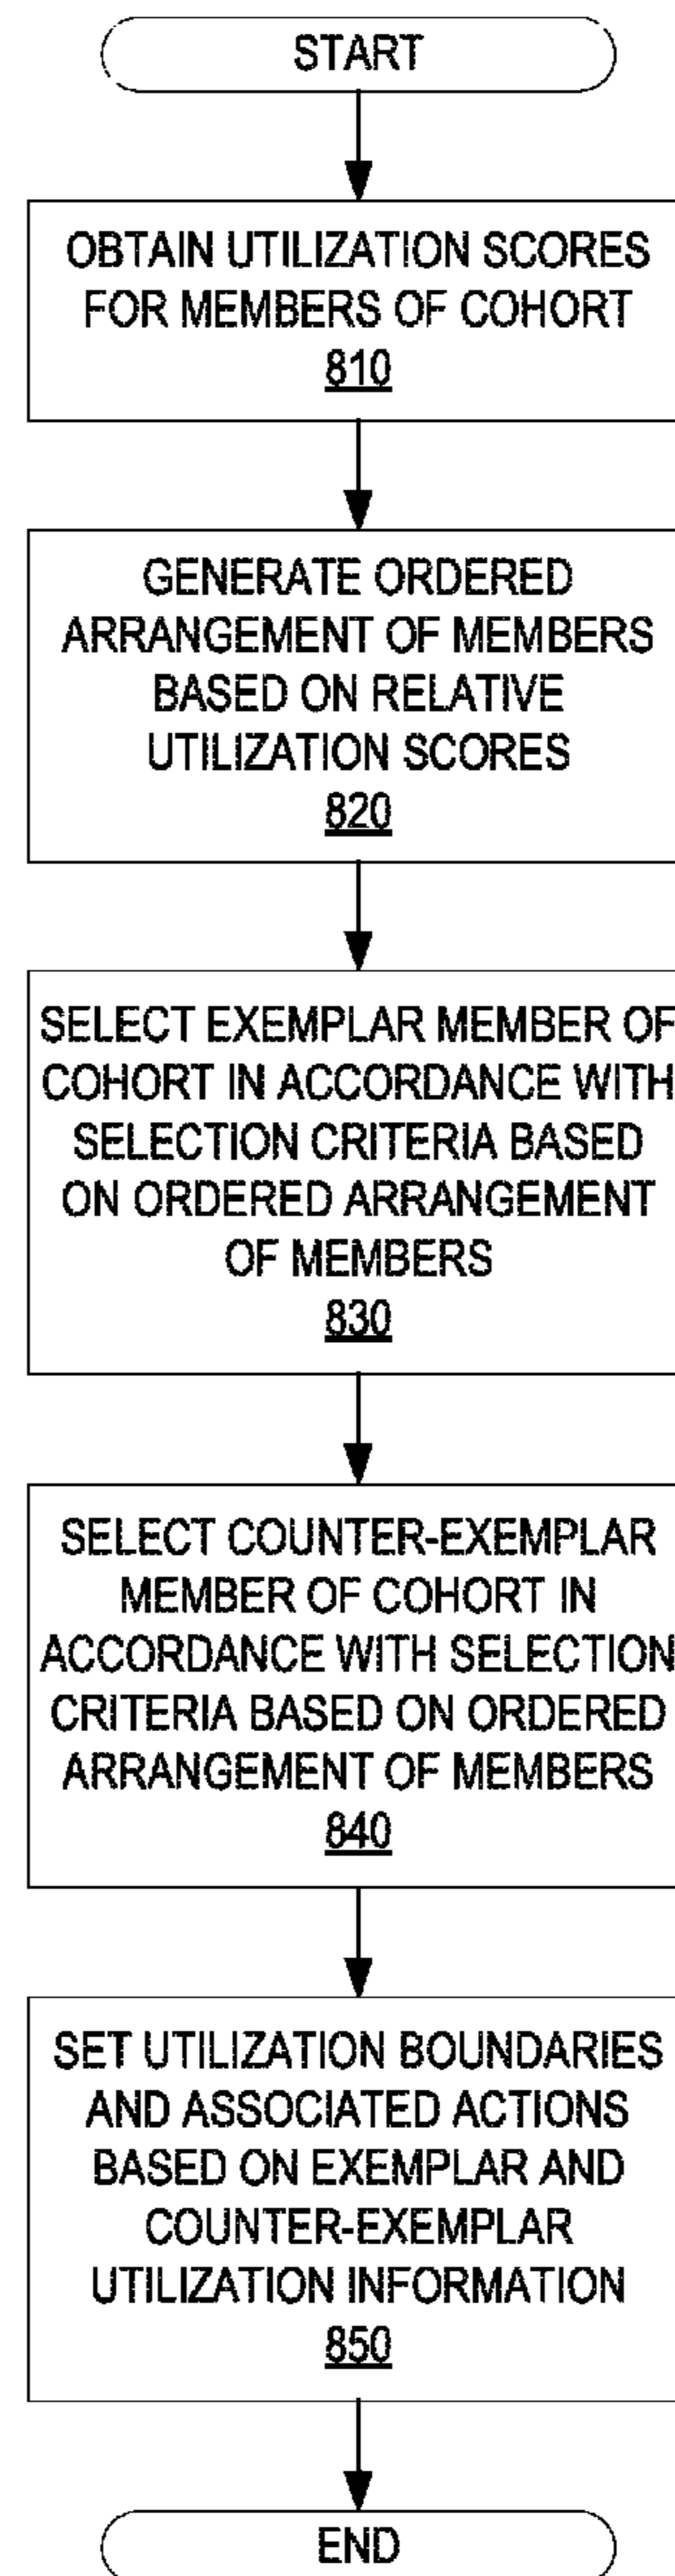 START
OBTAIN UTILIZATION SCORES
FOR MEMBERS OF COHORT
810
GENERATE ORDERED
ARRANGEMENT OF MEMBERS
BASED ON RELATIVE
UTILIZATION SCORES
820
SELECT EXEMPLAR MEMBER OF
COHORT IN ACCORDANCE WITH
SELECTION CRITERIA BASED
ON ORDERED ARRANGEMENT
OF MEMBERS
830
SELECT COUNTER-EXEMPLAR
MEMBER OF COHORT IN
ACCORDANCE WITH SELECTION
CRITERIA BASED ON ORDERED
ARRANGEMENT OF MEMBERS
840
SET UTILIZATION BOUNDARIES
AND ASSOCIATED ACTIONS
BASED ON EXEMPLAR AND
COUNTER-EXEMPLAR
UTILIZATION INFORMATION
850
END